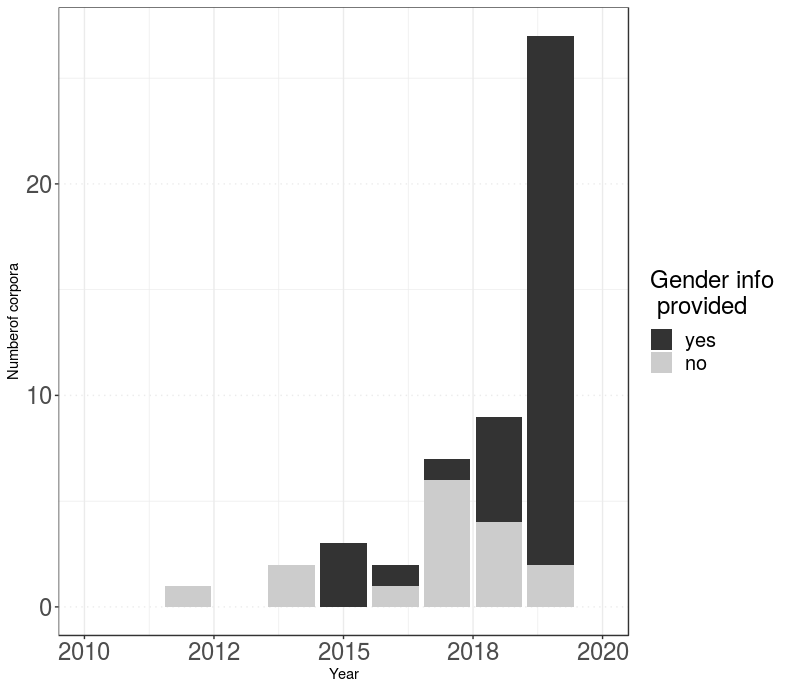 20
10
0
2010 2012 2015 2018 2020
Year
Numberof corpora
Gender info
provided
yes
no